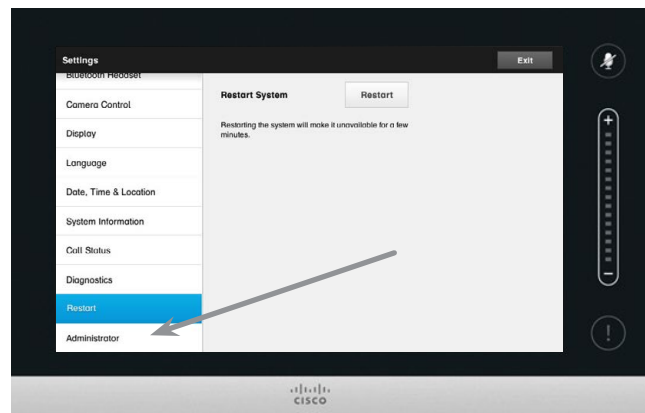 Settings
Exit
Bluetooth Headset
Camera Control
Display
Language
Date, Time & Location
System Information
Call Status
Diagnostics
Restart
Administrator
Restart System
Restart
Restarting the system will make it unavailable for a few
minutes.
+
−
!
CISCO